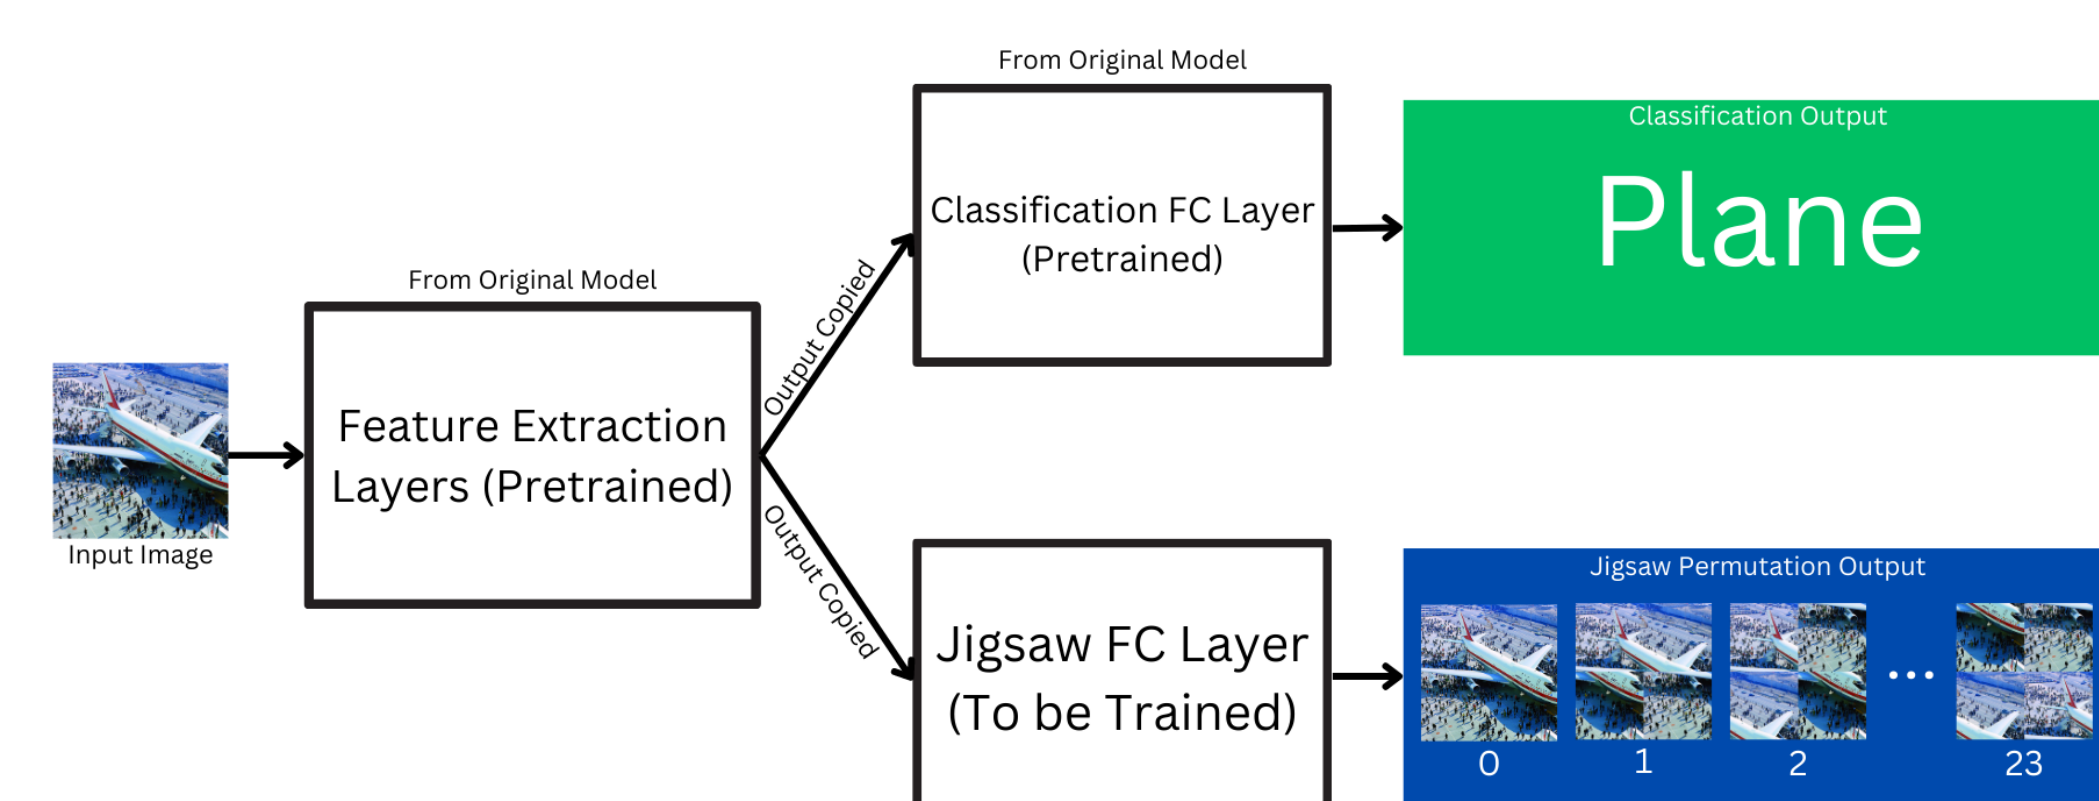 From Original Model
Classification Output
Classification FC Layer
(Pretrained)
Plane
From Original Model
Output Copied
Feature Extraction
Layers (Pretrained)
Input Image
Output Copied
Jigsaw FC Layer
(To be Trained)
Jigsaw Permutation Output
...
0 1 2 23